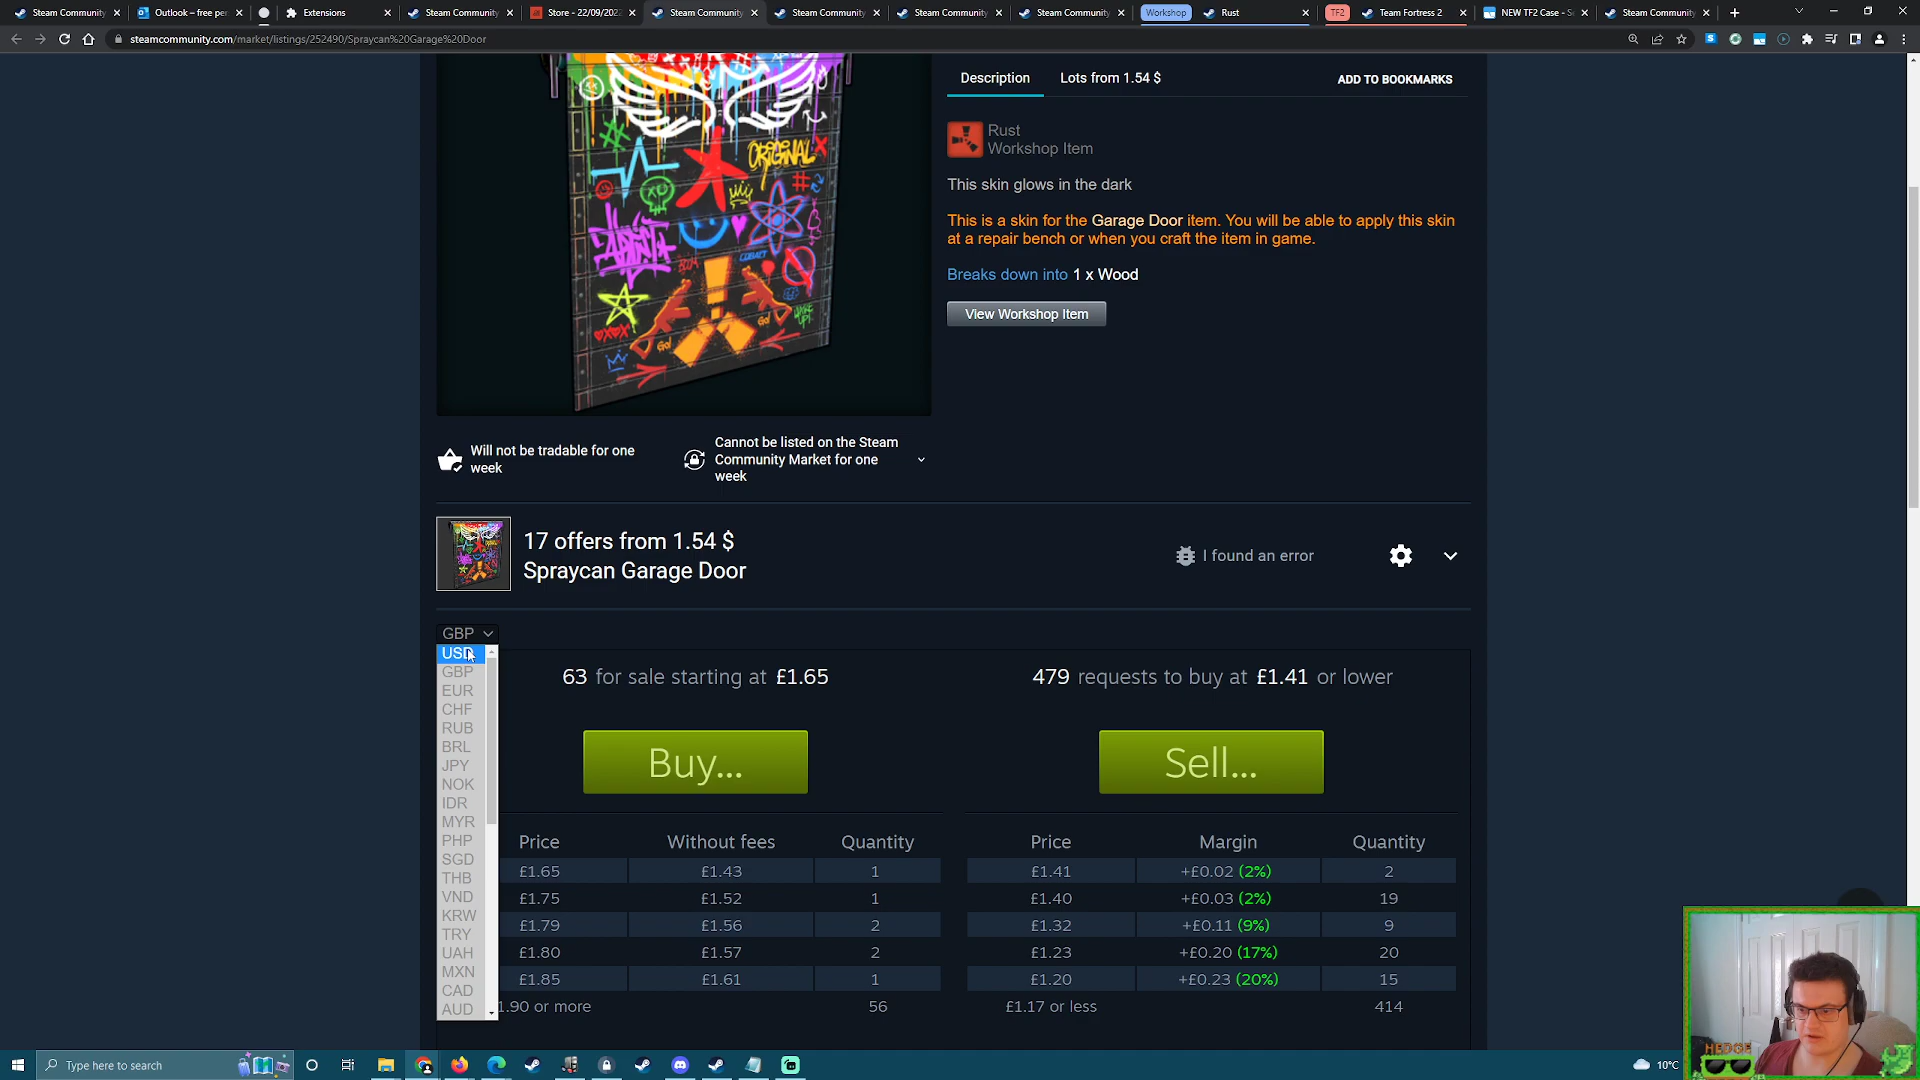 Steam Community
Outlook – free per
Extensions
Steam Community
Store - 22/09/202
Steam Community
Steam Community
Steam Community
Steam Community
Workshop
Rust
TF2
Team Fortress 2
NEW TF2 Case - S
Steam Community
steamcommunity.com/market/listings/252490/Spraycan%20Garage%20Door
Description
Lots from 1.54 $
ADD TO BOOKMARKS
Rust
Workshop Item
This skin glows in the dark
This is a skin for the Garage Door item. You will be able to apply this skin
at a repair bench or when you craft the item in game.
Breaks down into 1 x Wood
View Workshop Item
ORIGINAL
GO!
GO!
Will not be tradable for one
week
Cannot be listed on the Steam
Community Market for one
week
17 offers from 1.54 $
Spraycan Garage Door
I found an error
GBP
USD
GBP
EUR
CHF
RUB
BRL
JPY
NOK
IDR
MYR
PHP
SGD
THB
VND
KRW
TRY
UAH
MXN
CAD
AUD
63 for sale starting at £1.65
479 requests to buy at £1.41 or lower
Buy...
Sell...
Price Without fees Quantity
£1.65 £1.43 1
£1.75 £1.52 1
£1.79 £1.56 2
£1.80 £1.57 2
£1.85 £1.61 1
1.90 or more 56
Price Margin Quantity
£1.41 +£0.02 (2%) 2
£1.40 +£0.03 (2%) 19
£1.32 +£0.11 (9%) 9
£1.23 +£0.20 (17%) 20
£1.20 +£0.23 (20%) 15
£1.17 or less 414
HEDGE
Type here to search
10°C